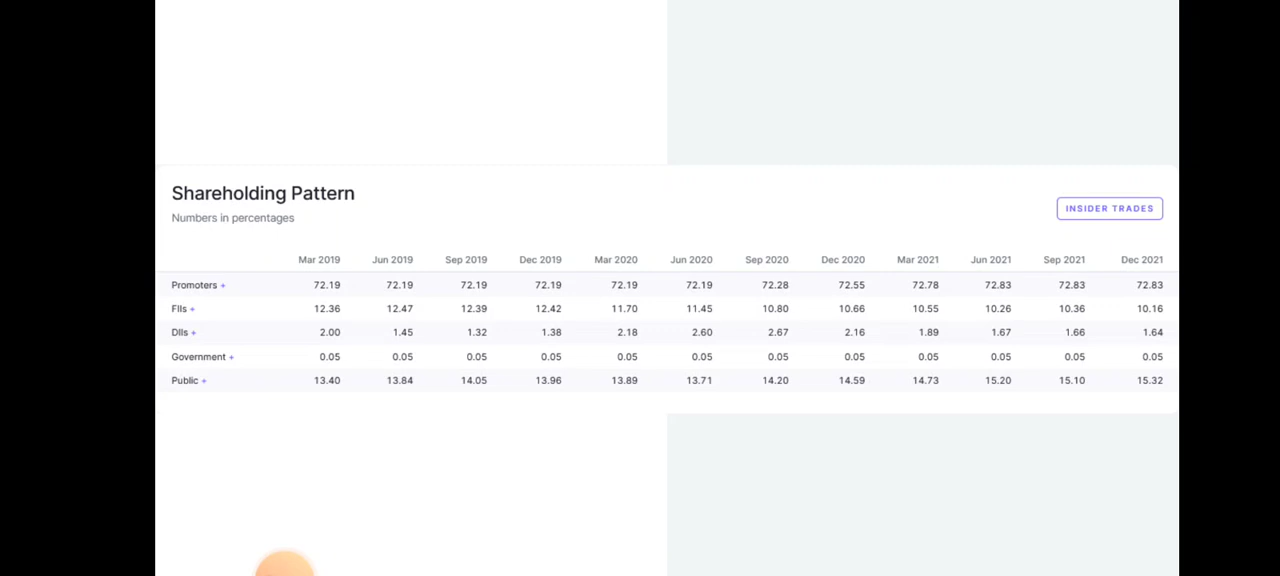 Shareholding Pattern
Numbers in percentages
INSIDER TRADES
Mar 2019 Jun 2019 Sep 2019 Dec 2019 Mar 2020 Jun 2020 Sep 2020 Dec 2020 Mar 2021 Jun 2021 Sep 2021 Dec 2021
Promoters + 72.19 72.19 72.19 72.19 72.19 72.19 72.28 72.55 72.78 72.83 72.83 72.83
FIIs + 12.36 12.47 12.39 12.42 11.70 11.45 10.80 10.66 10.55 10.26 10.36 10.16
DIIs + 2.00 1.45 1.32 1.38 2.18 2.60 2.67 2.16 1.89 1.67 1.66 1.64
Government + 0.05 0.05 0.05 0.05 0.05 0.05 0.05 0.05 0.05 0.05 0.05 0.05
Public + 13.40 13.84 14.05 13.96 13.89 13.71 14.20 14.59 14.73 15.20 15.10 15.32